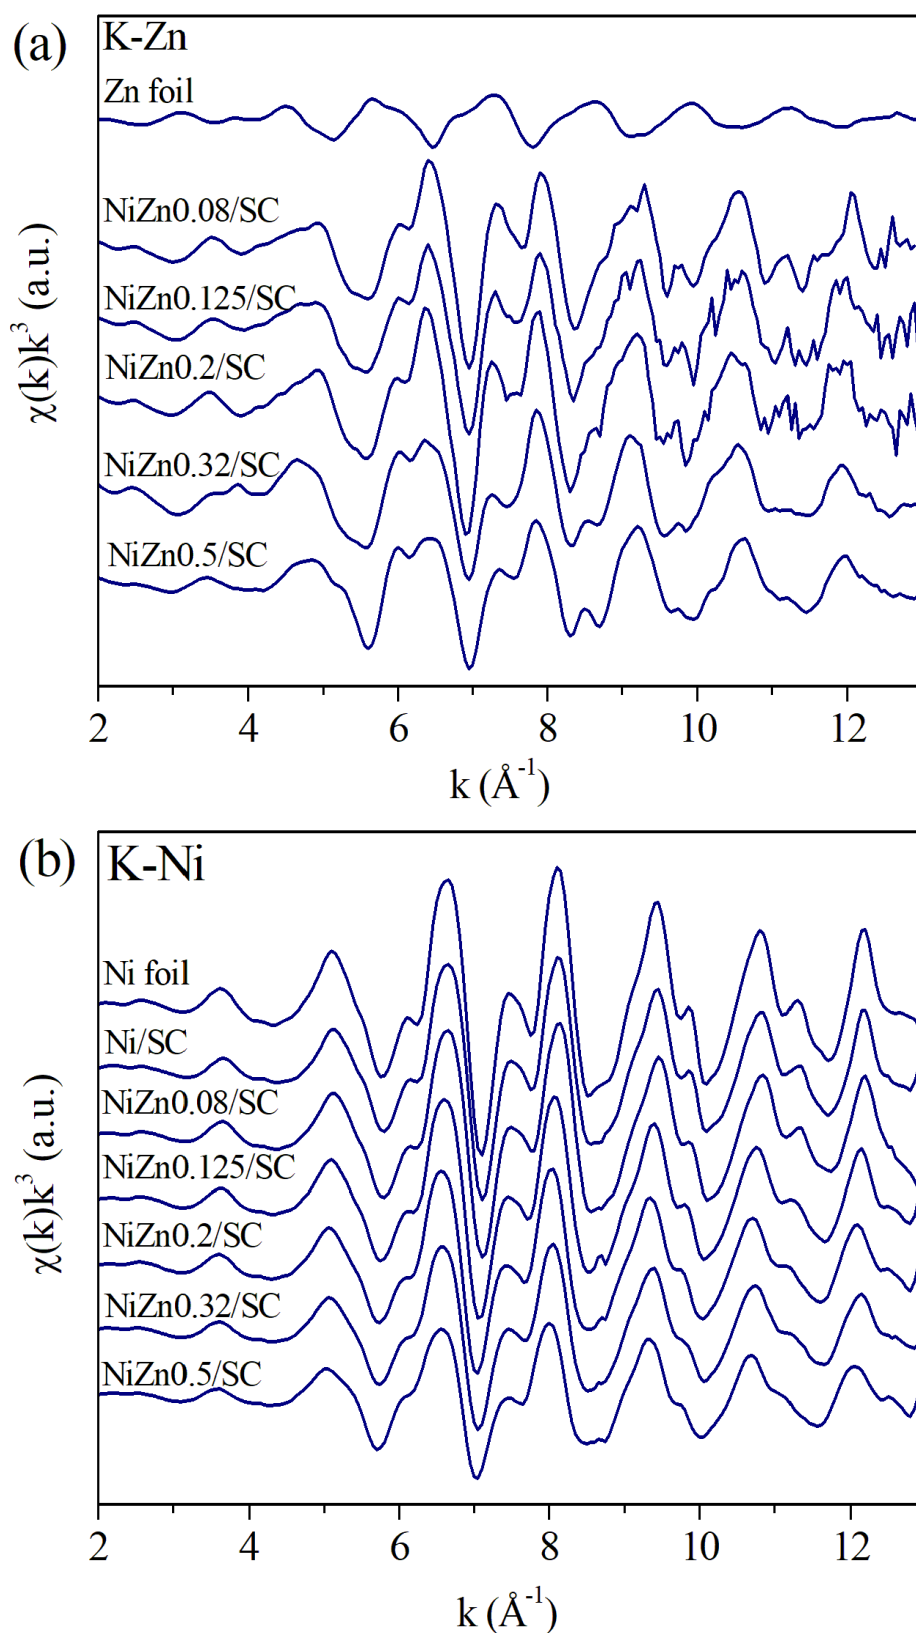 (a)
K-Zn
Zn foil
NiZn0.08/SC
NiZn0.125/SC
NiZn0.2/SC
NiZn0.32/SC
NiZn0.5/SC
χ(k)k³ (a.u.)
2 4 6 8 10 12
k (Å⁻¹)
(b)
K-Ni
Ni foil
Ni/SC
NiZn0.08/SC
NiZn0.125/SC
NiZn0.2/SC
NiZn0.32/SC
NiZn0.5/SC
χ(k)k³ (a.u.)
2 4 6 8 10 12
k (Å⁻¹)